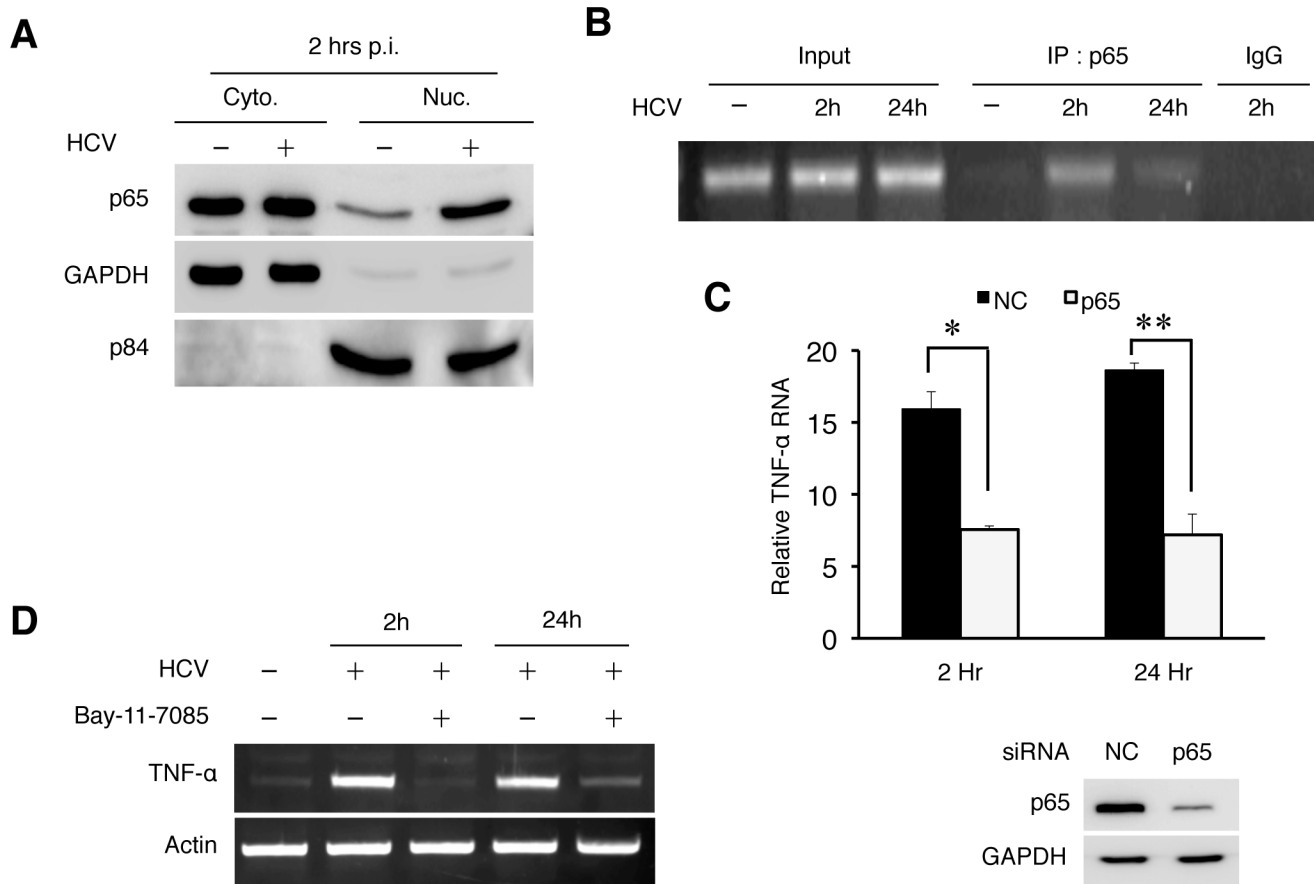 A
2 hrs p.i.
Cyto. Nuc.
HCV − + − +
p65
GAPDH
p84
B
Input IP : p65 IgG
HCV − 2h 24h − 2h 24h 2h
C
NC p65
* **
20
15
10
5
0
Relative TNF-α RNA
2 Hr 24 Hr
siRNA NC p65
p65
GAPDH
D
2h 24h
HCV − + + + +
Bay-11-7085 − − + − +
TNF-α
Actin